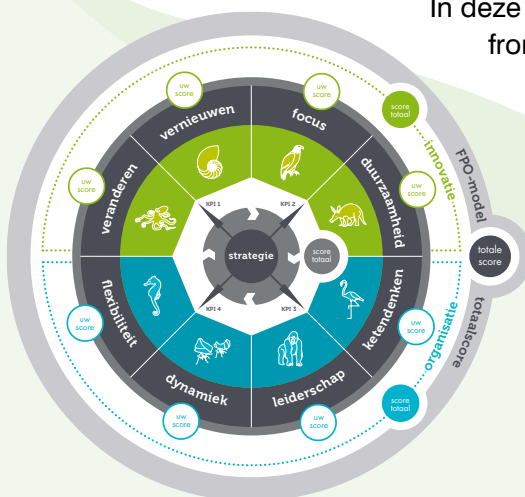 In deze
fron
uw
score
uw
score
score
totaal
vernieuwen
focus
innovatie
FPO-model
uw
score
veranderen
duurzaamheid
uw
score
KPI 1
KPI 2
strategie
score
totaal
totale
score
KPI 4
KPI 3
flexibiliteit
ketendenken
organisatie
totaalscore
uw
score
uw
score
dynamiek
leiderschap
score
totaal
uw
score
uw
score